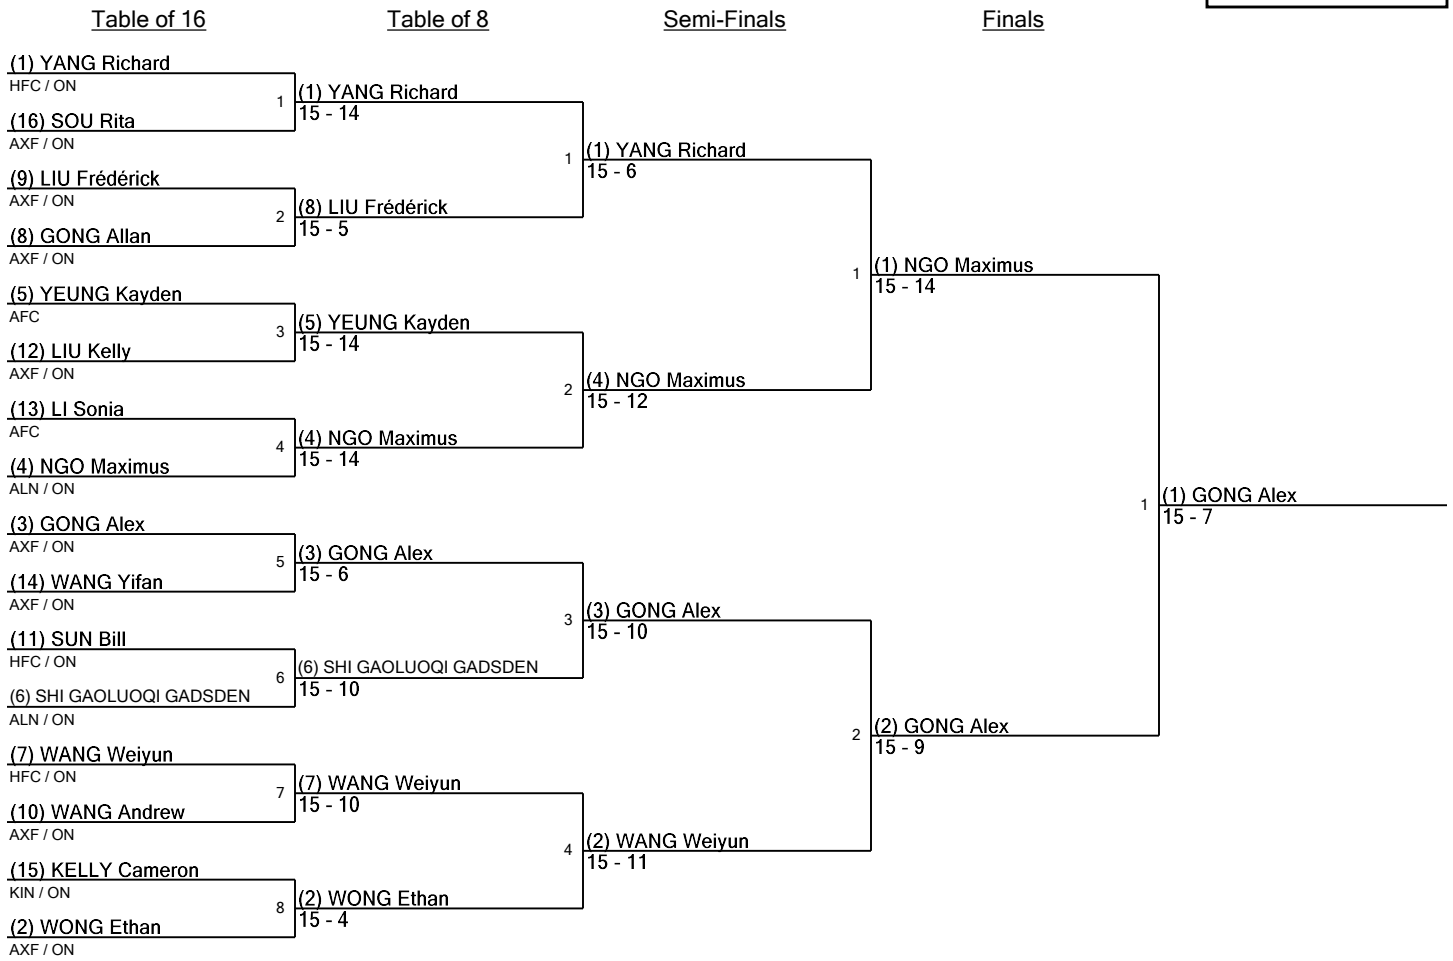 Table of 16
Table of 8
Semi-Finals
Finals
(1) YANG Richard
HFC / ON
1
(16) SOU Rita
AXF / ON
(9) LIU Frédérick
AXF / ON
2
(8) GONG Allan
AXF / ON
(5) YEUNG Kayden
AFC
3
(12) LIU Kelly
AXF / ON
(13) LI Sonia
AFC
4
(4) NGO Maximus
ALN / ON
(3) GONG Alex
AXF / ON
5
(14) WANG Yifan
AXF / ON
(11) SUN Bill
HFC / ON
6
(6) SHI GAOLUOQI GADSDEN
ALN / ON
(7) WANG Weiyun
HFC / ON
7
(10) WANG Andrew
AXF / ON
(15) KELLY Cameron
KIN / ON
8
(2) WONG Ethan
AXF / ON
(1) YANG Richard
15 - 14
1
(8) LIU Frédérick
15 - 5
(5) YEUNG Kayden
15 - 14
2
(4) NGO Maximus
15 - 14
(3) GONG Alex
15 - 6
3
(6) SHI GAOLUOQI GADSDEN
15 - 10
(7) WANG Weiyun
15 - 10
4
(2) WONG Ethan
15 - 4
(1) YANG Richard
15 - 6
1
(4) NGO Maximus
15 - 12
(3) GONG Alex
15 - 10
2
(2) WANG Weiyun
15 - 11
(1) NGO Maximus
15 - 14
1
(2) GONG Alex
15 - 9
(1) GONG Alex
15 - 7